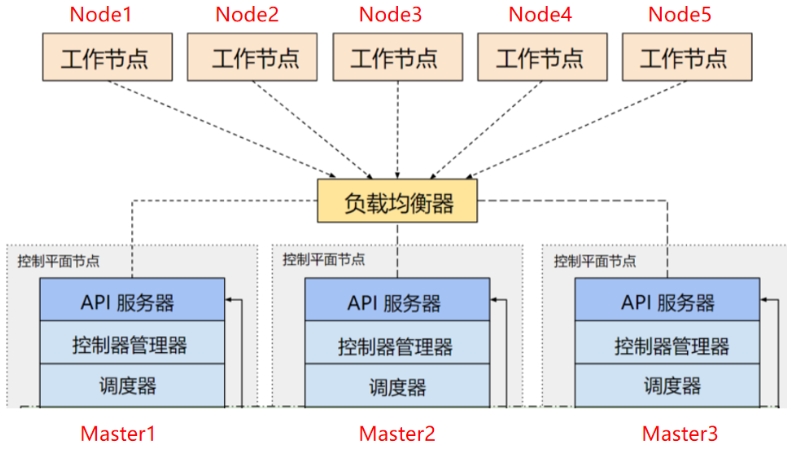 Node1 Node2 Node3 Node4 Node5
工作节点 工作节点 工作节点 工作节点 工作节点
负载均衡器
控制平面节点 控制平面节点 控制平面节点
API 服务器 API 服务器 API 服务器
控制器管理器 控制器管理器 控制器管理器
调度器 调度器 调度器
Master1 Master2 Master3